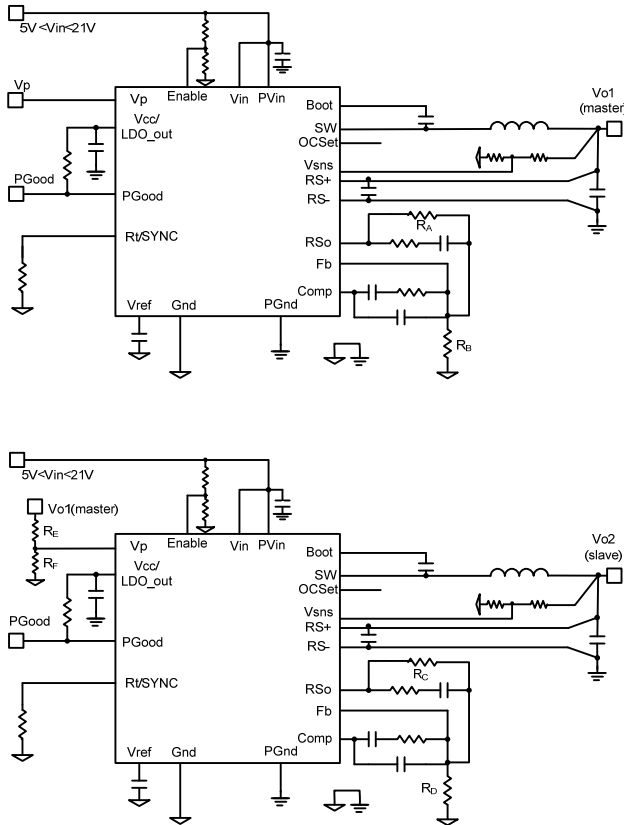 5V<Vin<21V
Vp
Vp
Enable
Vin
PVin
Boot
Vo1
(master)
Vcc/
LDO_out
SW
OCSet
Vsns
PGood
PGood
RS+
RS-
RA
Rt/SYNC
RSo
Fb
Comp
Vref
Gnd
PGnd
RB
5V<Vin<21V
Vo1(master)
RE
RF
Vp
Enable
Vin
PVin
Boot
Vo2
(slave)
Vcc/
LDO_out
SW
OCSet
Vsns
PGood
PGood
RS+
RS-
RC
Rt/SYNC
RSo
Fb
Comp
Vref
Gnd
PGnd
RD